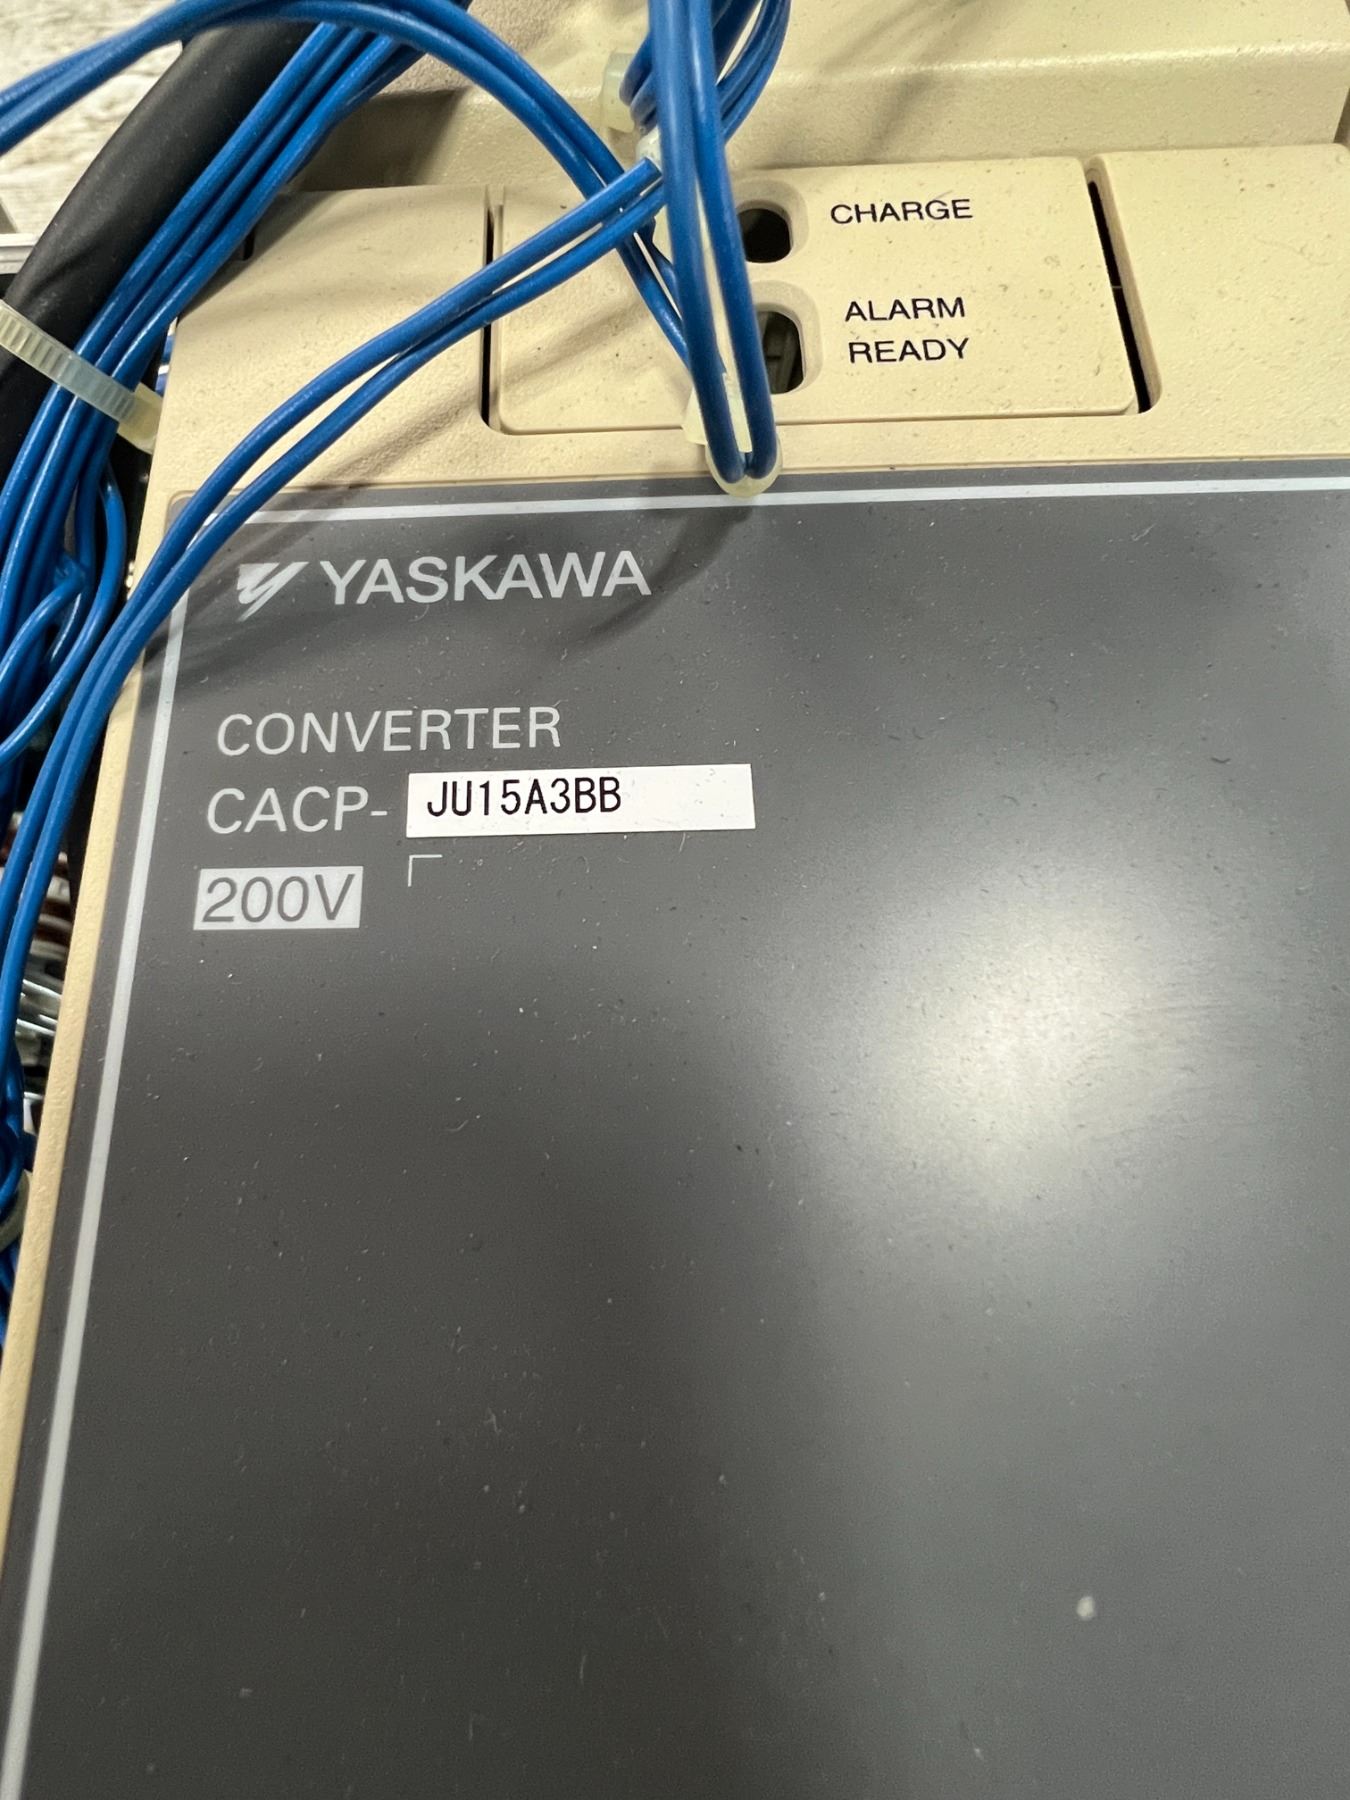 CHARGE
ALARM
READY
YASKAWA
CONVERTER
CACP-JU15A3BB
200V